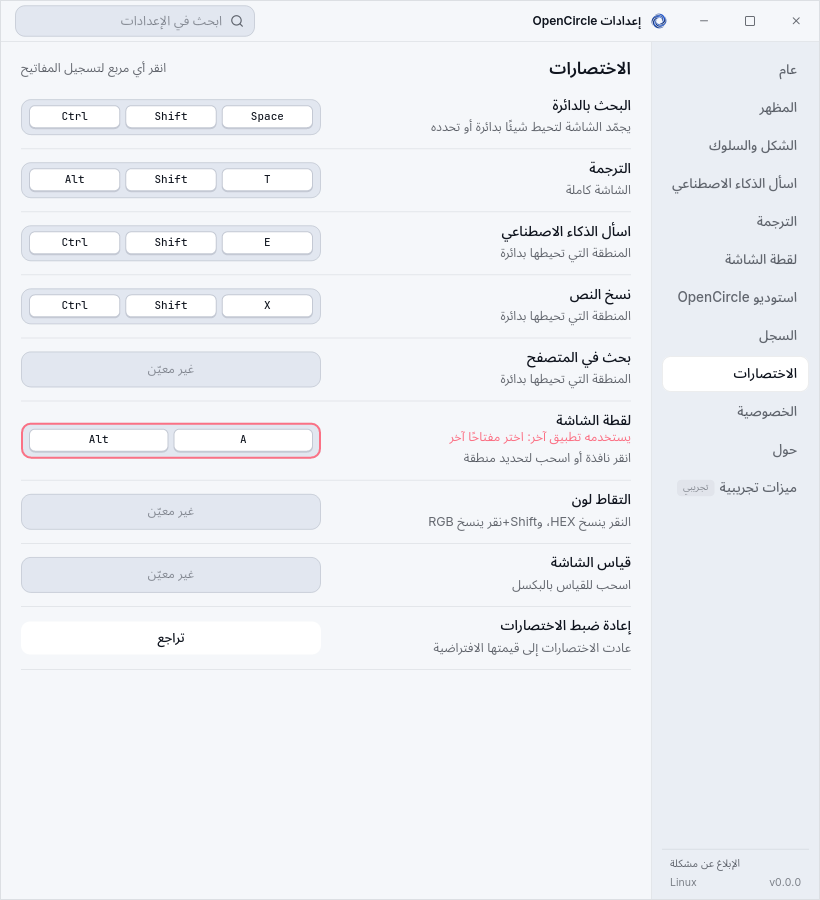 إعدادات OpenCircle
ابحث في الإعدادات
عام
المظهر
الشكل والسلوك
اسأل الذكاء الاصطناعي
الترجمة
لقطة الشاشة
استوديو OpenCircle
السجل
الاختصارات
الخصوصية
حول
ميزات تجريبية تجريبي
الإبلاغ عن مشكلة
v0.0.0 Linux
الاختصارات
انقر أي مربع لتسجيل المفاتيح
البحث بالدائرة
يجمّد الشاشة لتحيط شيئًا بدائرة أو تحدده
Ctrl Shift Space
الترجمة
الشاشة كاملة
Alt Shift T
اسأل الذكاء الاصطناعي
المنطقة التي تحيطها بدائرة
Ctrl Shift E
نسخ النص
المنطقة التي تحيطها بدائرة
Ctrl Shift X
بحث في المتصفح
المنطقة التي تحيطها بدائرة
غير معيّن
لقطة الشاشة
يستخدمه تطبيق آخر: اختر مفتاحًا آخر
انقر نافذة أو اسحب لتحديد منطقة
Alt A
التقاط لون
النقر ينسخ HEX، وShift+نقر ينسخ RGB
غير معيّن
قياس الشاشة
اسحب للقياس بالبكسل
غير معيّن
إعادة ضبط الاختصارات
عادت الاختصارات إلى قيمتها الافتراضية
تراجع